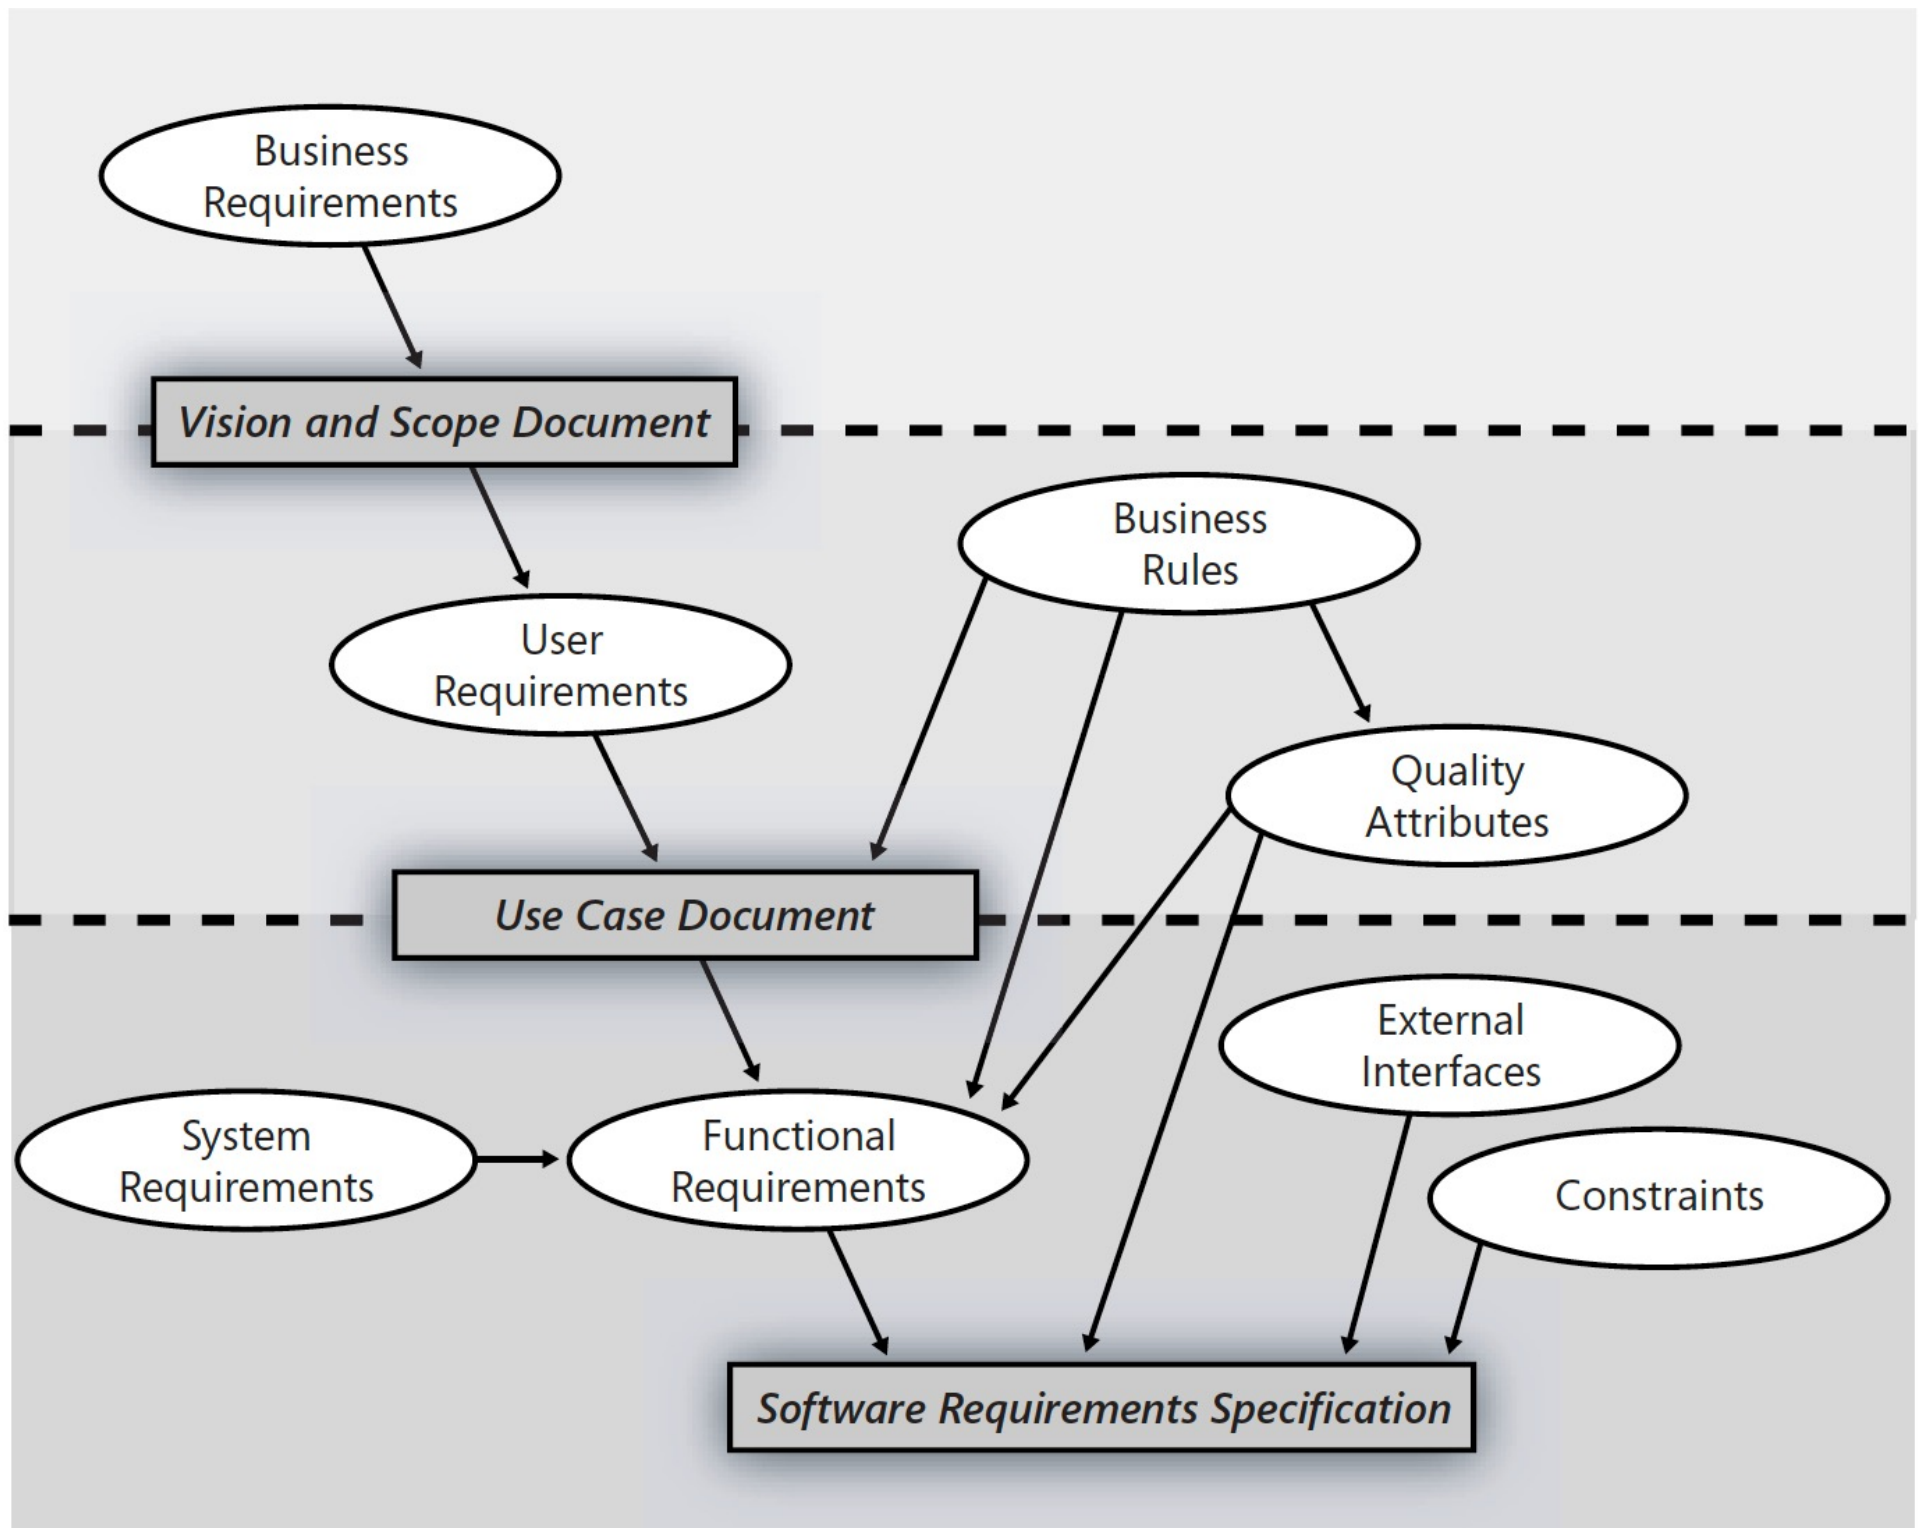 Business
Requirements
Vision and Scope Document
Business
Rules
User
Requirements
Quality
Attributes
Use Case Document
External
Interfaces
System
Requirements
Functional
Requirements
Constraints
Software Requirements Specification